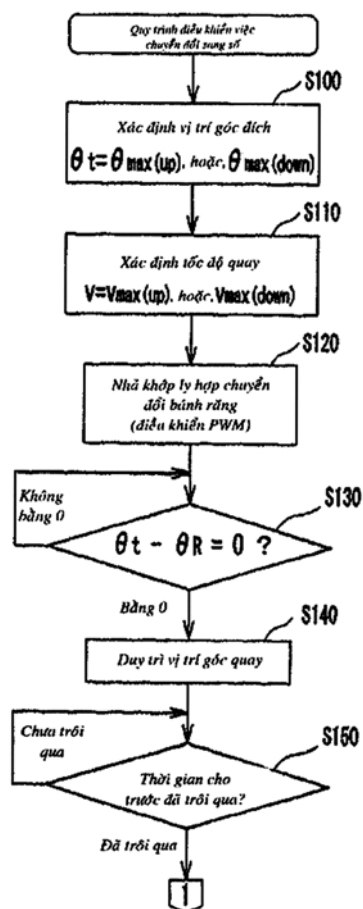 Quy trình điều khiển việc
chuyển đổi sang số
S100
Xác định vị trí góc đích
θt=θmax(up), hoặc, θmax(down)
S110
Xác định tốc độ quay
V=Vmax(up), hoặc, Vmax(down)
S120
Nhả khớp ly hợp chuyển
đổi bánh răng
(điều khiển PWM)
Không
bằng 0
S130
θt - θR = 0 ?
Bằng 0
S140
Duy trì vị trí góc quay
Chưa trôi
qua
S150
Thời gian cho
trước đã trôi qua?
Đã trôi qua
1